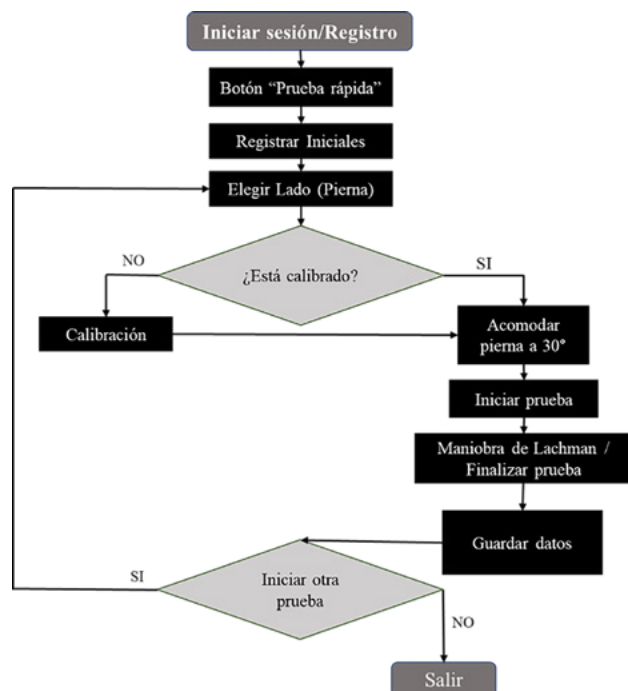 Iniciar sesión/Registro
Botón “Prueba rápida”
Registrar Iniciales
Elegir Lado (Pierna)
NO
¿Está calibrado?
SI
Calibración
Acomodar
pierna a 30°
Iniciar prueba
Maniobra de Lachman /
Finalizar prueba
Guardar datos
SI
Iniciar otra
prueba
NO
Salir